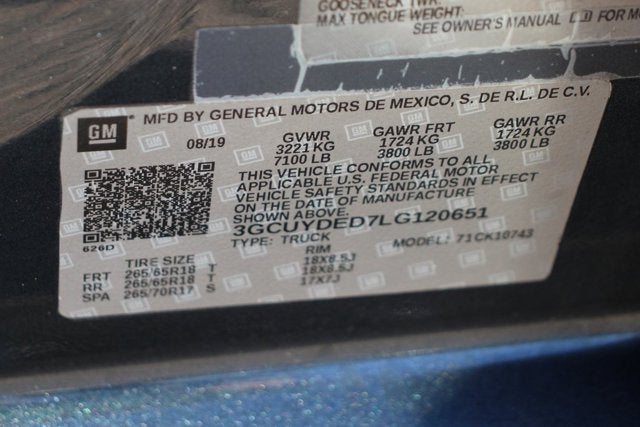 GOOSENECK TWR:
MAX TONGUE WEIGHT:
SEE OWNER'S MANUAL FOR M
GM
MFD BY GENERAL MOTORS DE MEXICO, S. DE R.L. DE C.V.
08/19 GVWR GAWR FRT GAWR RR
3221 KG 1724 KG 1724 KG
7100 LB 3800 LB 3800 LB
THIS VEHICLE CONFORMS TO ALL
APPLICABLE U.S. FEDERAL MOTOR
VEHICLE SAFETY STANDARDS IN EFFECT
ON THE DATE OF MANUFACTURE
SHOWN ABOVE.
3GCUYDED7LG120651
626D TYPE: TRUCK MODEL: 71CK10743
TIRE SIZE RIM
FRT 265/65R18 T 18X8.5J
RR 265/65R18 T 18X8.5J
SPA 265/70R17 S 17X7J